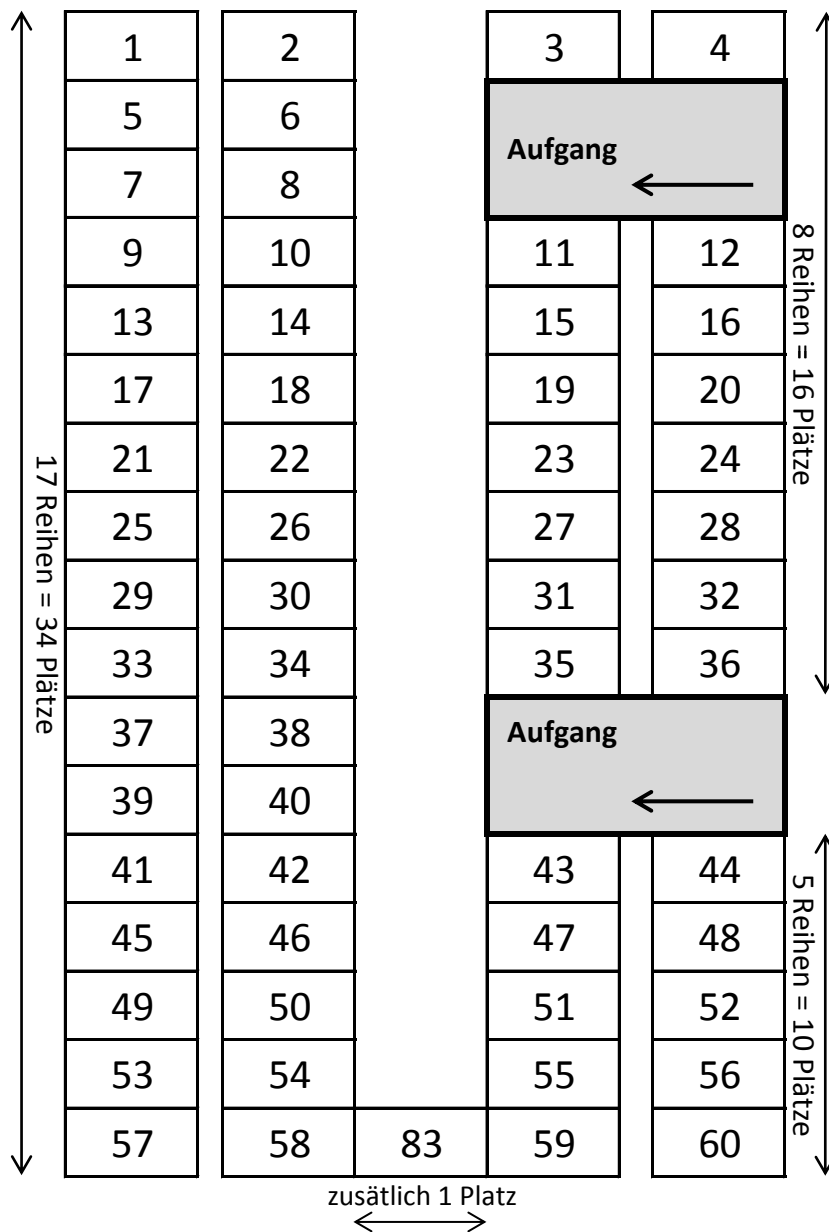 1 2 3 4
5 6
Aufgang
7 8
9 10 11 12
13 14 15 16
17 18 19 20
21 22 23 24
25 26 27 28
29 30 31 32
33 34 35 36
37 38
Aufgang
39 40
41 42 43 44
45 46 47 48
49 50 51 52
53 54 55 56
57 58 83 59 60
zusätlich 1 Platz
17 Reihen = 34 Plätze
8 Reihen = 16 Plätze
5 Reihen = 10 Plätze